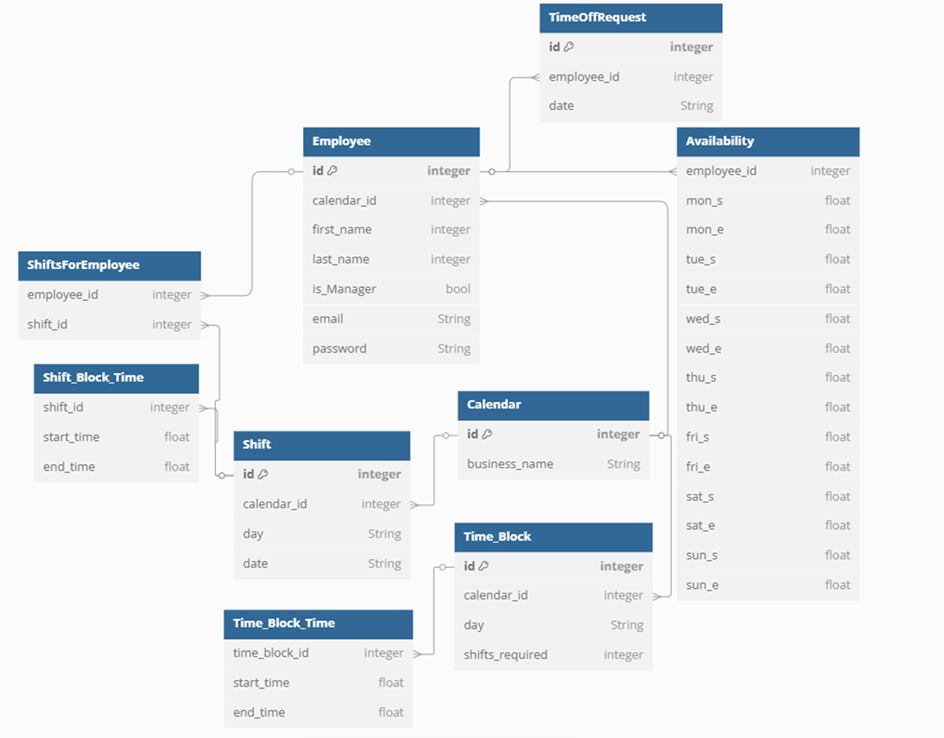 TimeOffRequest
id integer
employee_id integer
date String
Employee
id integer
calendar_id integer
first_name integer
last_name integer
is_Manager bool
email String
password String
Availability
employee_id integer
mon_s float
mon_e float
tue_s float
tue_e float
wed_s float
wed_e float
thu_s float
thu_e float
fri_s float
fri_e float
sat_s float
sat_e float
sun_s float
sun_e float
ShiftsForEmployee
employee_id integer
shift_id integer
Shift_Block_Time
shift_id integer
start_time float
end_time float
Shift
id integer
calendar_id integer
day String
date String
Calendar
id integer
business_name String
Time_Block
id integer
calendar_id integer
day String
shifts_required integer
Time_Block_Time
time_block_id integer
start_time float
end_time float